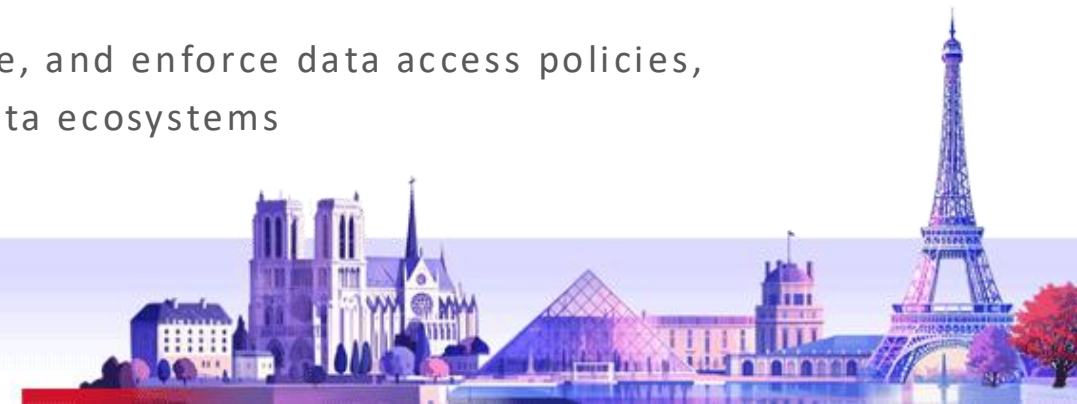 e, and enforce data access policies,
ta ecosystems